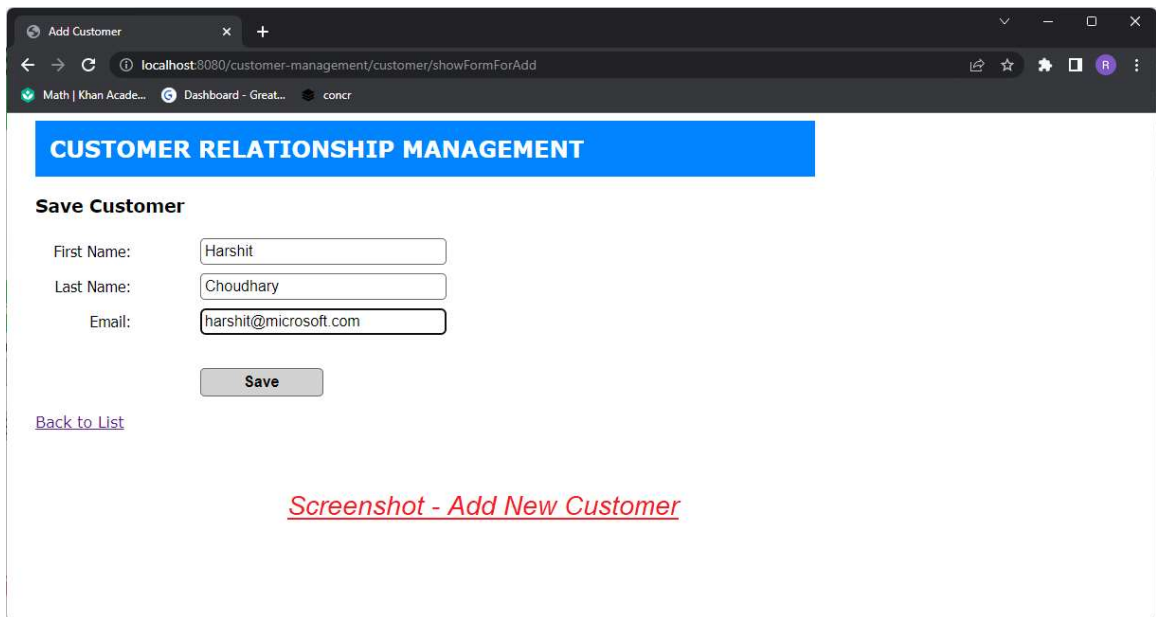 Add Customer
localhost:8080/customer-management/customer/showFormForAdd
R
Math | Khan Acade... Dashboard - Great... concr
CUSTOMER RELATIONSHIP MANAGEMENT
Save Customer
First Name: Harshit
Last Name: Choudhary
Email: harshit@microsoft.com
Save
Back to List
Screenshot - Add New Customer